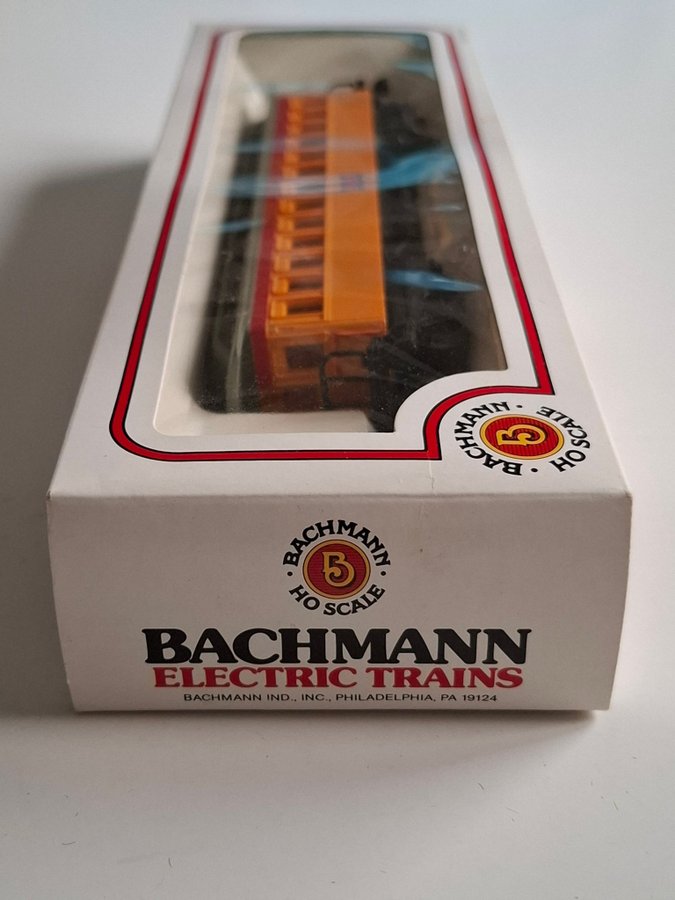 BACHMANN ·
HO SCALE ·
B
BACHMANN
· HO SCALE ·
B
BACHMANN
ELECTRIC TRAINS
BACHMANN IND., INC., PHILADELPHIA, PA 19124